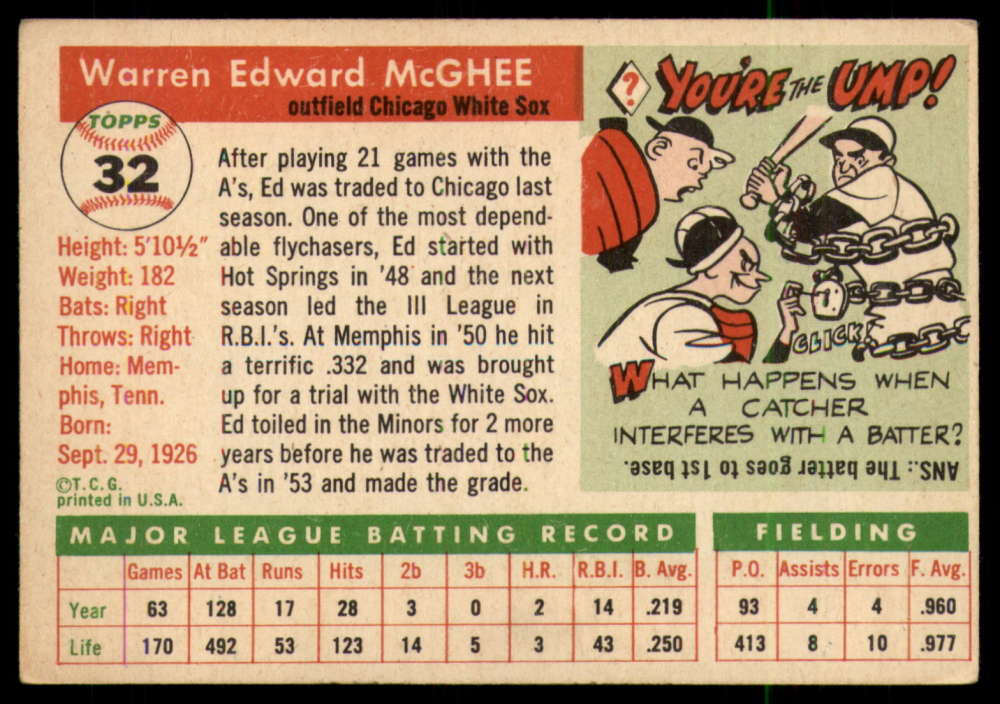 Warren Edward McGHEE
outfield Chicago White Sox
TOPPS
32
Height: 5'10½"
Weight: 182
Bats: Right
Throws: Right
Home: Mem-
phis, Tenn.
Born:
Sept. 29, 1926
©T.C.G.
printed in U.S.A.
After playing 21 games with the
A's, Ed was traded to Chicago last
season. One of the most depend-
able flychasers, Ed started with
Hot Springs in '48 and the next
season led the III League in
R.B.I.'s. At Memphis in '50 he hit
a terrific .332 and was brought
up for a trial with the White Sox.
Ed toiled in the Minors for 2 more
years before he was traded to the
A's in '53 and made the grade.
? YOU'RE THE UMP!
CLICK
WHAT HAPPENS WHEN
A CATCHER
INTERFERES WITH A BATTER?
ANS.: The batter goes to 1st base.
MAJOR LEAGUE BATTING RECORD
Games At Bat Runs Hits 2b 3b H.R. R.B.I. B. Avg.
Year 63 128 17 28 3 0 2 14 .219
Life 170 492 53 123 14 5 3 43 .250
FIELDING
P.O. Assists Errors F. Avg.
93 4 4 .960
413 8 10 .977